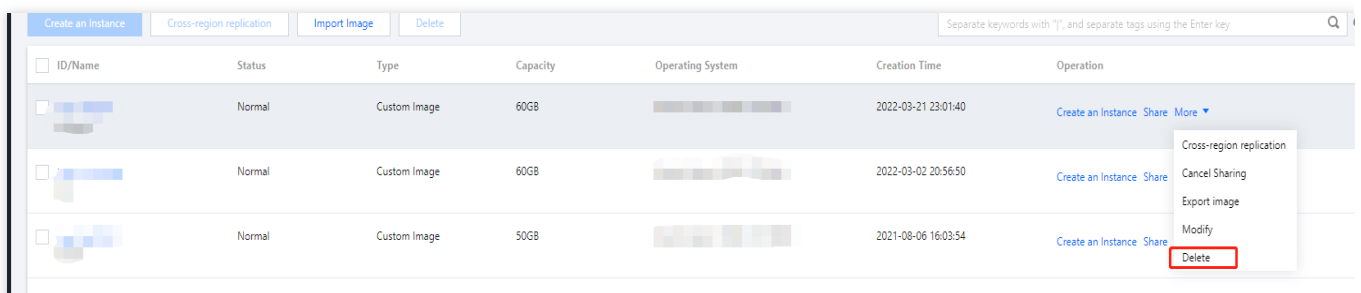 Create an Instance Cross-region replication Import Image Delete Separate keywords with "|", and separate tags using the Enter key
ID/Name Status Type Capacity Operating System Creation Time Operation
Normal Custom Image 60GB 2022-03-21 23:01:40 Create an Instance Share More
Cross-region replication
Normal Custom Image 60GB 2022-03-02 20:56:50 Create an Instance Share
Cancel Sharing
Export image
Modify
Normal Custom Image 50GB 2021-08-06 16:03:54 Create an Instance Share
Delete